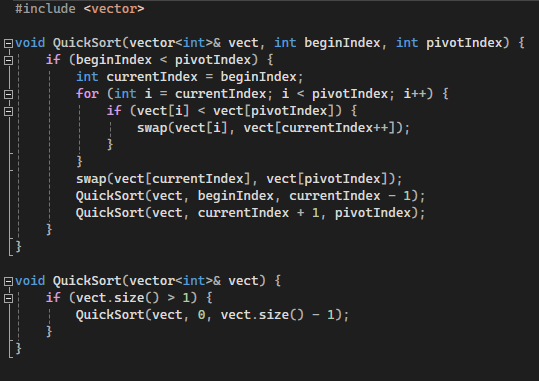 #include <vector>

void QuickSort(vector<int>& vect, int beginIndex, int pivotIndex) {
    if (beginIndex < pivotIndex) {
        int currentIndex = beginIndex;
        for (int i = currentIndex; i < pivotIndex; i++) {
            if (vect[i] < vect[pivotIndex]) {
                swap(vect[i], vect[currentIndex++]);
            }
        }
        swap(vect[currentIndex], vect[pivotIndex]);
        QuickSort(vect, beginIndex, currentIndex - 1);
        QuickSort(vect, currentIndex + 1, pivotIndex);
    }
}

void QuickSort(vector<int>& vect) {
    if (vect.size() > 1) {
        QuickSort(vect, 0, vect.size() - 1);
    }
}